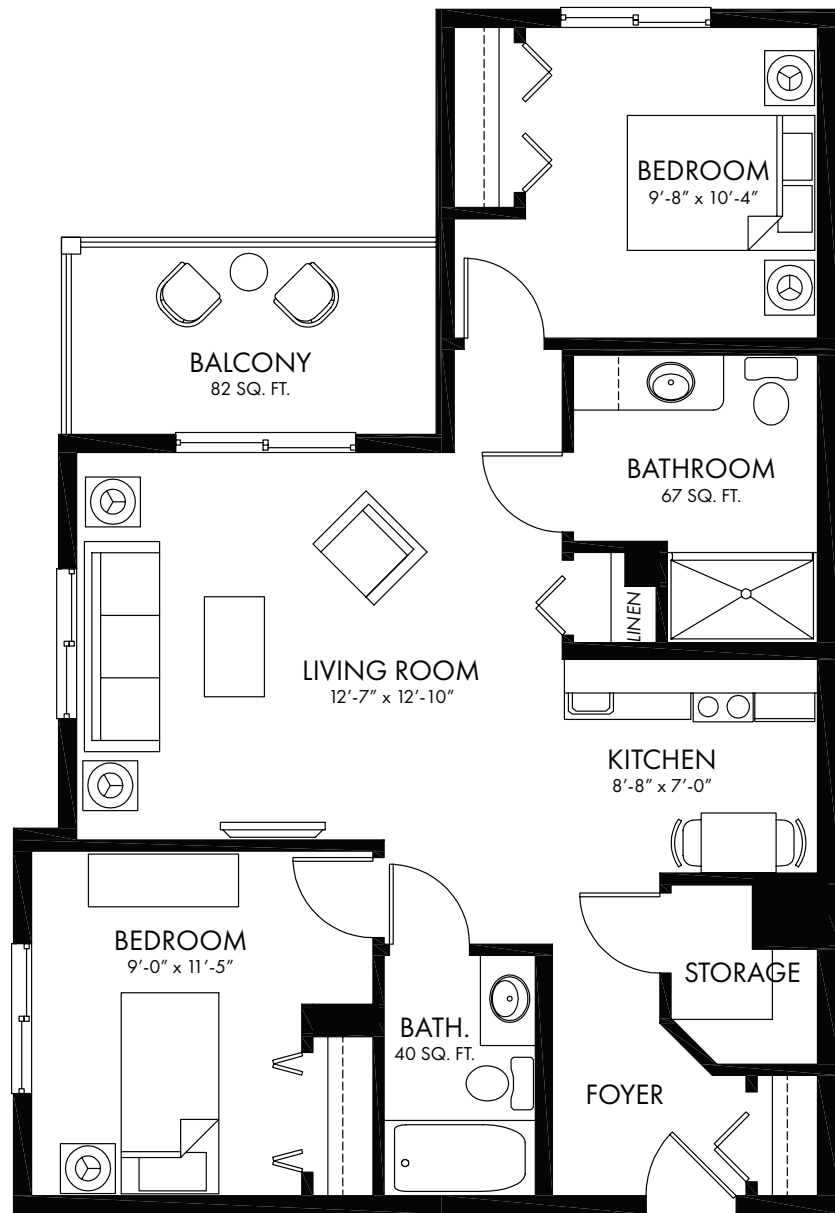 BEDROOM
9'-8" x 10'-4"
BALCONY
82 SQ. FT.
BATHROOM
67 SQ. FT.
LINEN
LIVING ROOM
12'-7" x 12'-10"
KITCHEN
8'-8" x 7'-0"
BEDROOM
9'-0" x 11'-5"
STORAGE
BATH.
40 SQ. FT.
FOYER